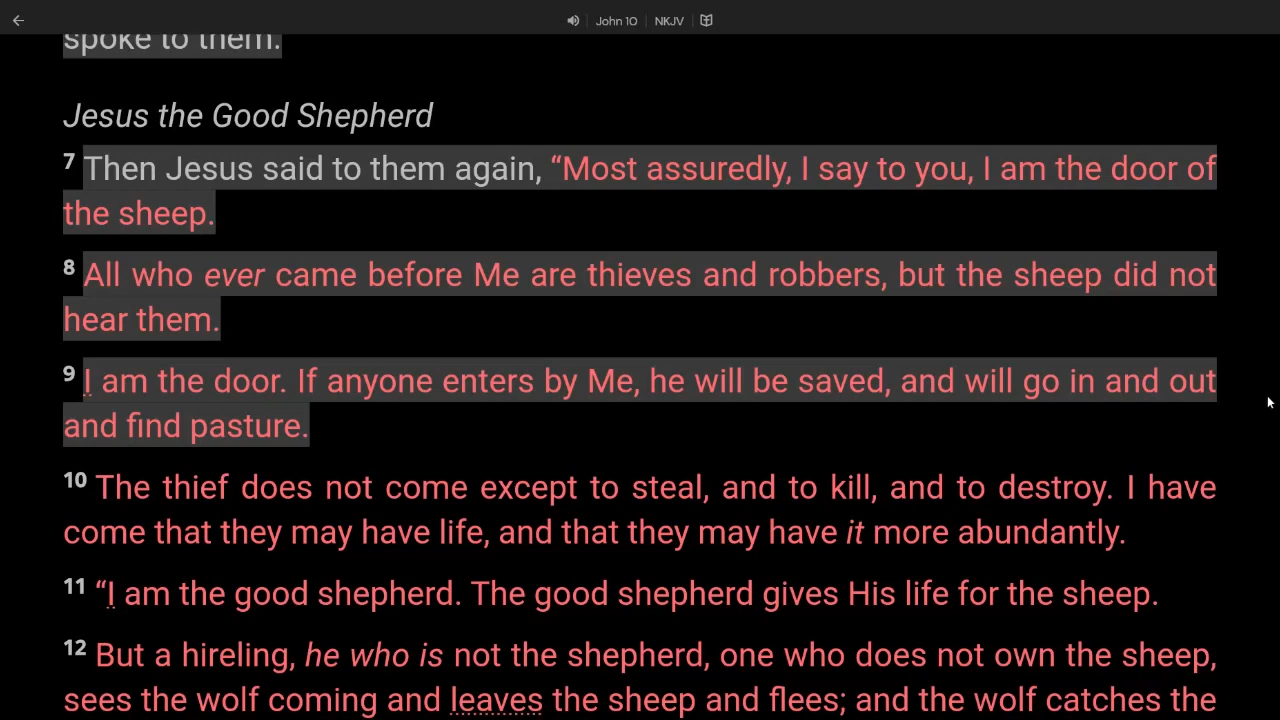 John 10 NKJV
spoke to them.
Jesus the Good Shepherd
7 Then Jesus said to them again, “Most assuredly, I say to you, I am the door of
the sheep.
8 All who ever came before Me are thieves and robbers, but the sheep did not
hear them.
9 I am the door. If anyone enters by Me, he will be saved, and will go in and out
and find pasture.
10 The thief does not come except to steal, and to kill, and to destroy. I have
come that they may have life, and that they may have it more abundantly.
11 “I am the good shepherd. The good shepherd gives His life for the sheep.
12 But a hireling, he who is not the shepherd, one who does not own the sheep,
sees the wolf coming and leaves the sheep and flees; and the wolf catches the